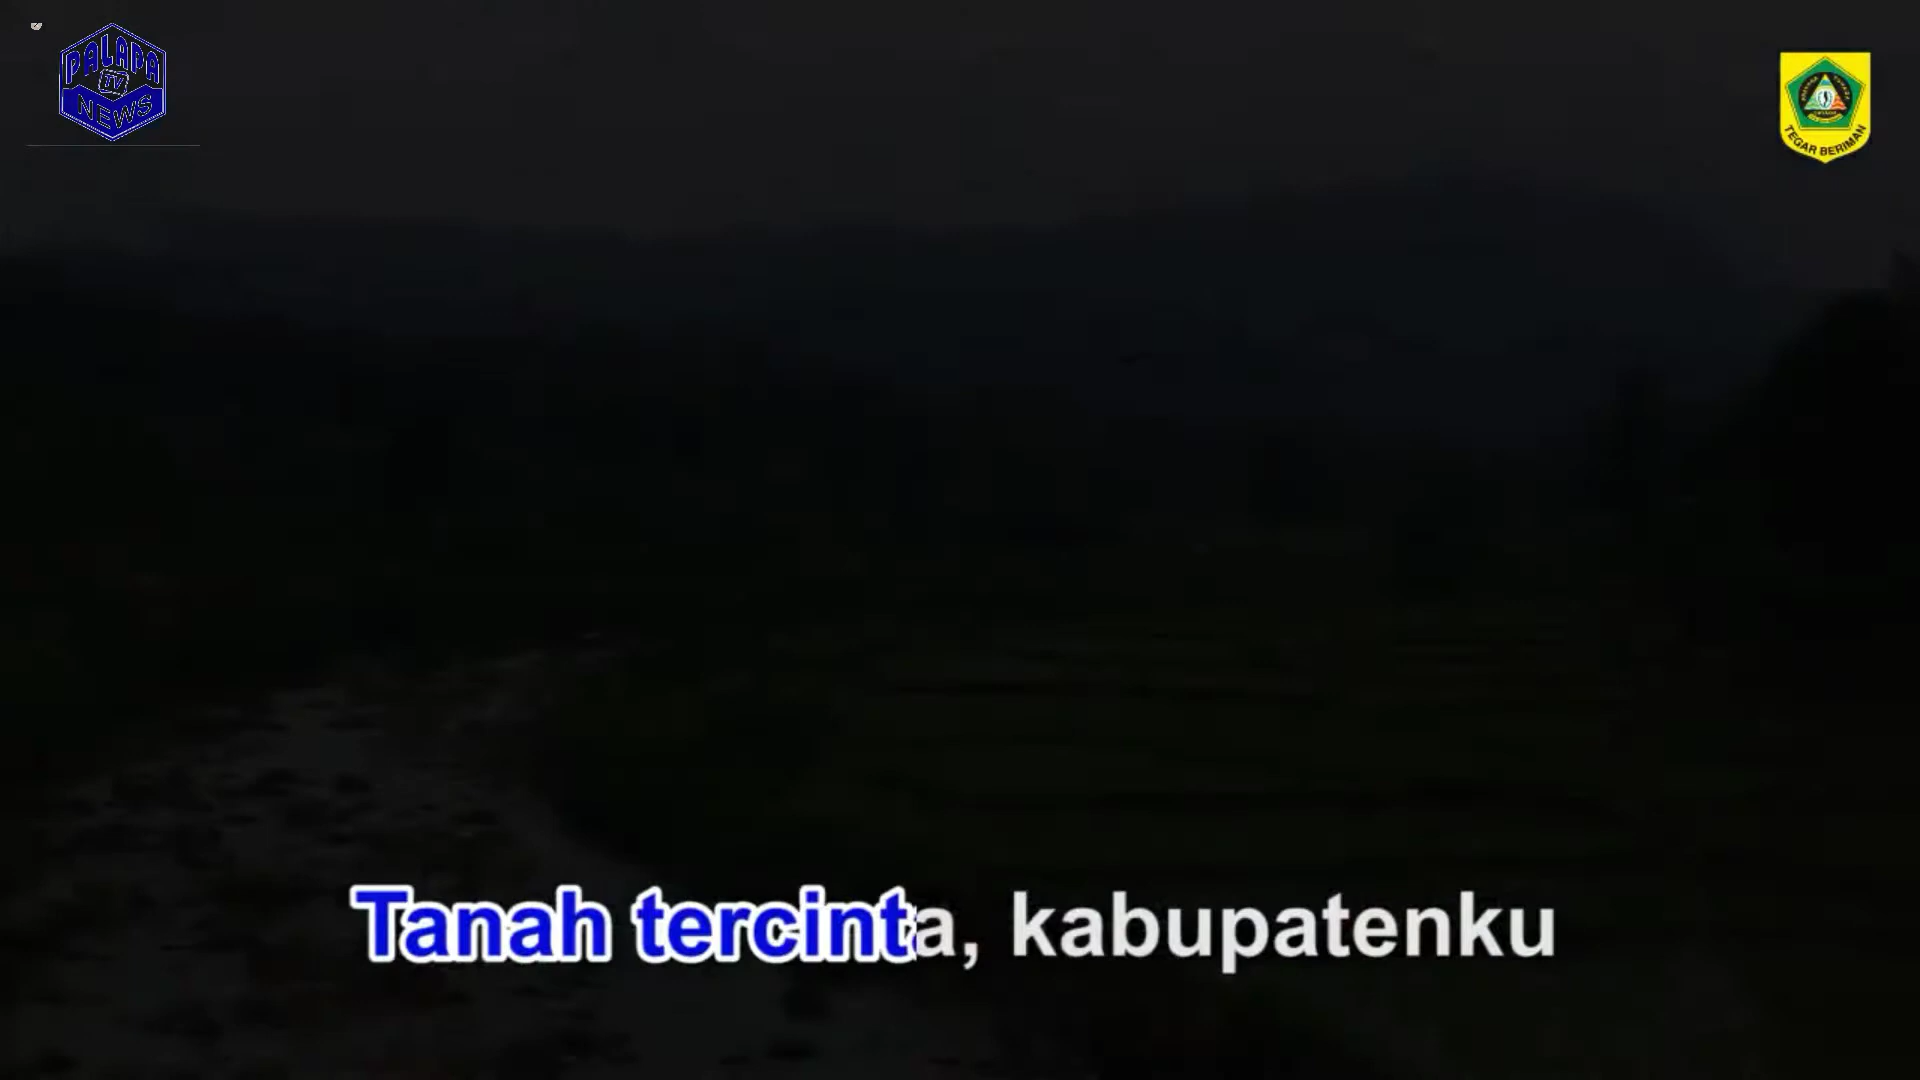 PALAPA
TV
NEWS
TEGAR BERIMAN
Tanah tercinta, kabupatenku